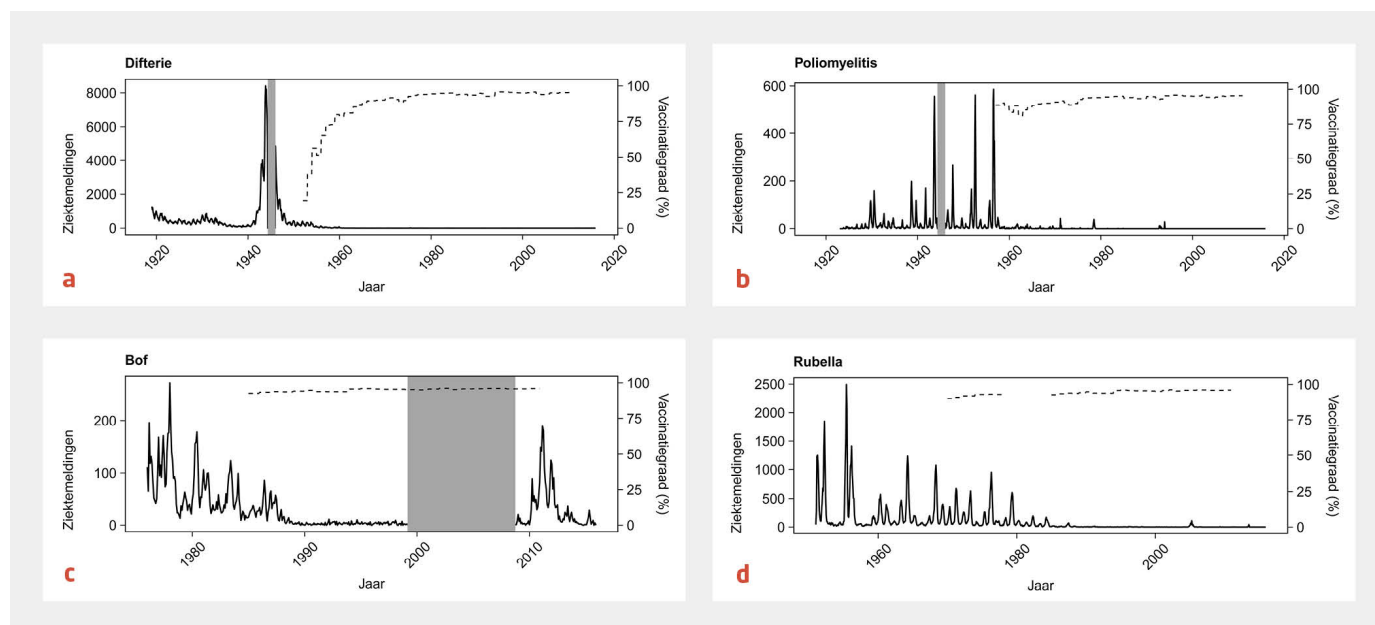 Difterie
8000
6000
4000
2000
0
Ziektemeldingen
100
75
50
25
0
Vaccinatiegraad (%)
1920
1940
1960
1980
2000
2020
Jaar
a
Poliomyelitis
600
400
200
0
Ziektemeldingen
100
75
50
25
0
Vaccinatiegraad (%)
1920
1940
1960
1980
2000
2020
Jaar
b
Bof
200
100
0
Ziektemeldingen
100
75
50
25
0
Vaccinatiegraad (%)
1980
1990
2000
2010
Jaar
c
Rubella
2500
2000
1500
1000
500
0
Ziektemeldingen
100
75
50
25
0
Vaccinatiegraad (%)
1960
1980
2000
Jaar
d